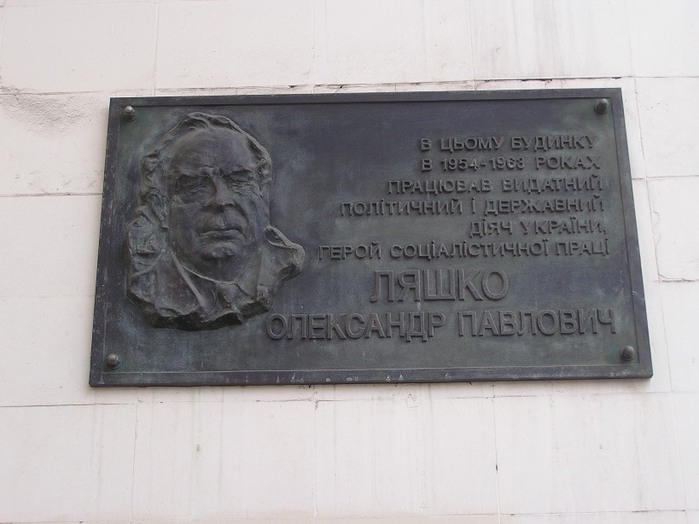 В ЦЬОМУ БУДИНКУ
В 1954-1963 РОКАХ
ПРАЦЮВАВ ВИДАТНИЙ
ПОЛІТИЧНИЙ І ДЕРЖАВНИЙ
ДІЯЧ УКРАЇНИ,
ГЕРОЙ СОЦІАЛІСТИЧНОЇ ПРАЦІ
ЛЯШКО
ОЛЕКСАНДР ПАВЛОВИЧ